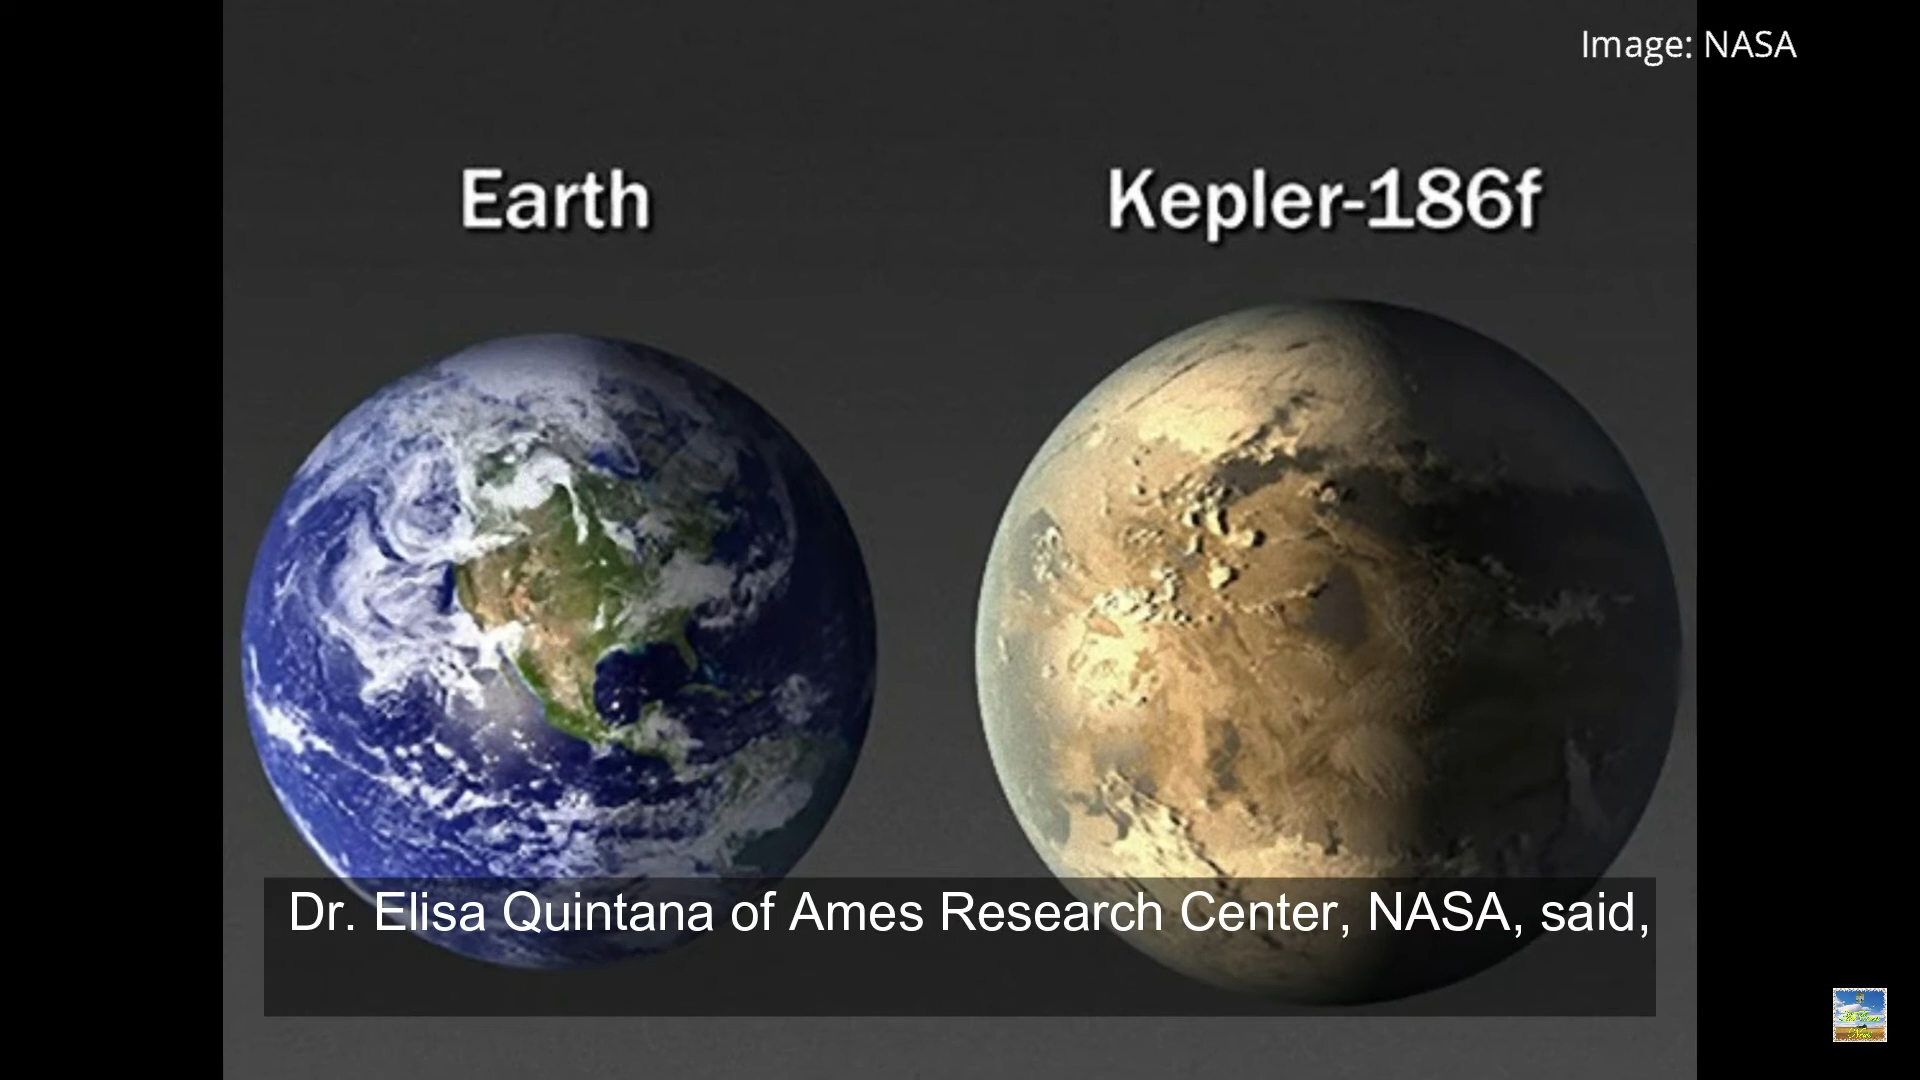 Image: NASA
Earth
Kepler-186f
Dr. Elisa Quintana of Ames Research Center, NASA, said,